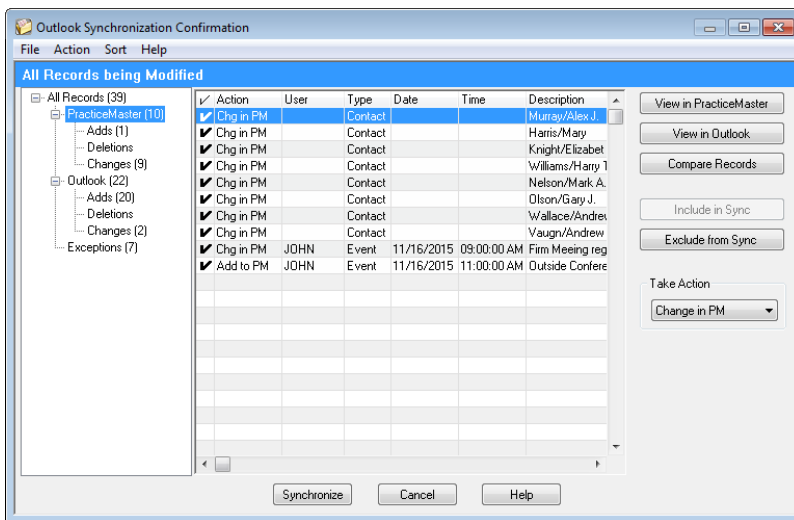 Outlook Synchronization Confirmation
File Action Sort Help
All Records being Modified
All Records (39)
PracticeMaster (10)
Adds (1)
Deletions
Changes (9)
Outlook (22)
Adds (20)
Deletions
Changes (2)
Exceptions (7)
Action User Type Date Time Description
Chg in PM Contact Murray/Alex J.
Chg in PM Contact Harris/Mary
Chg in PM Contact Knight/Elizabet
Chg in PM Contact Williams/Harry T
Chg in PM Contact Nelson/Mark A.
Chg in PM Contact Olson/Gary J.
Chg in PM Contact Wallace/Andrew
Chg in PM Contact Vaugn/Andrew
Chg in PM JOHN Event 11/16/2015 09:00:00 AM Firm Meeing reg
Add to PM JOHN Event 11/16/2015 11:00:00 AM Outside Confere
View in PracticeMaster
View in Outlook
Compare Records
Include in Sync
Exclude from Sync
Take Action
Change in PM
Synchronize Cancel Help